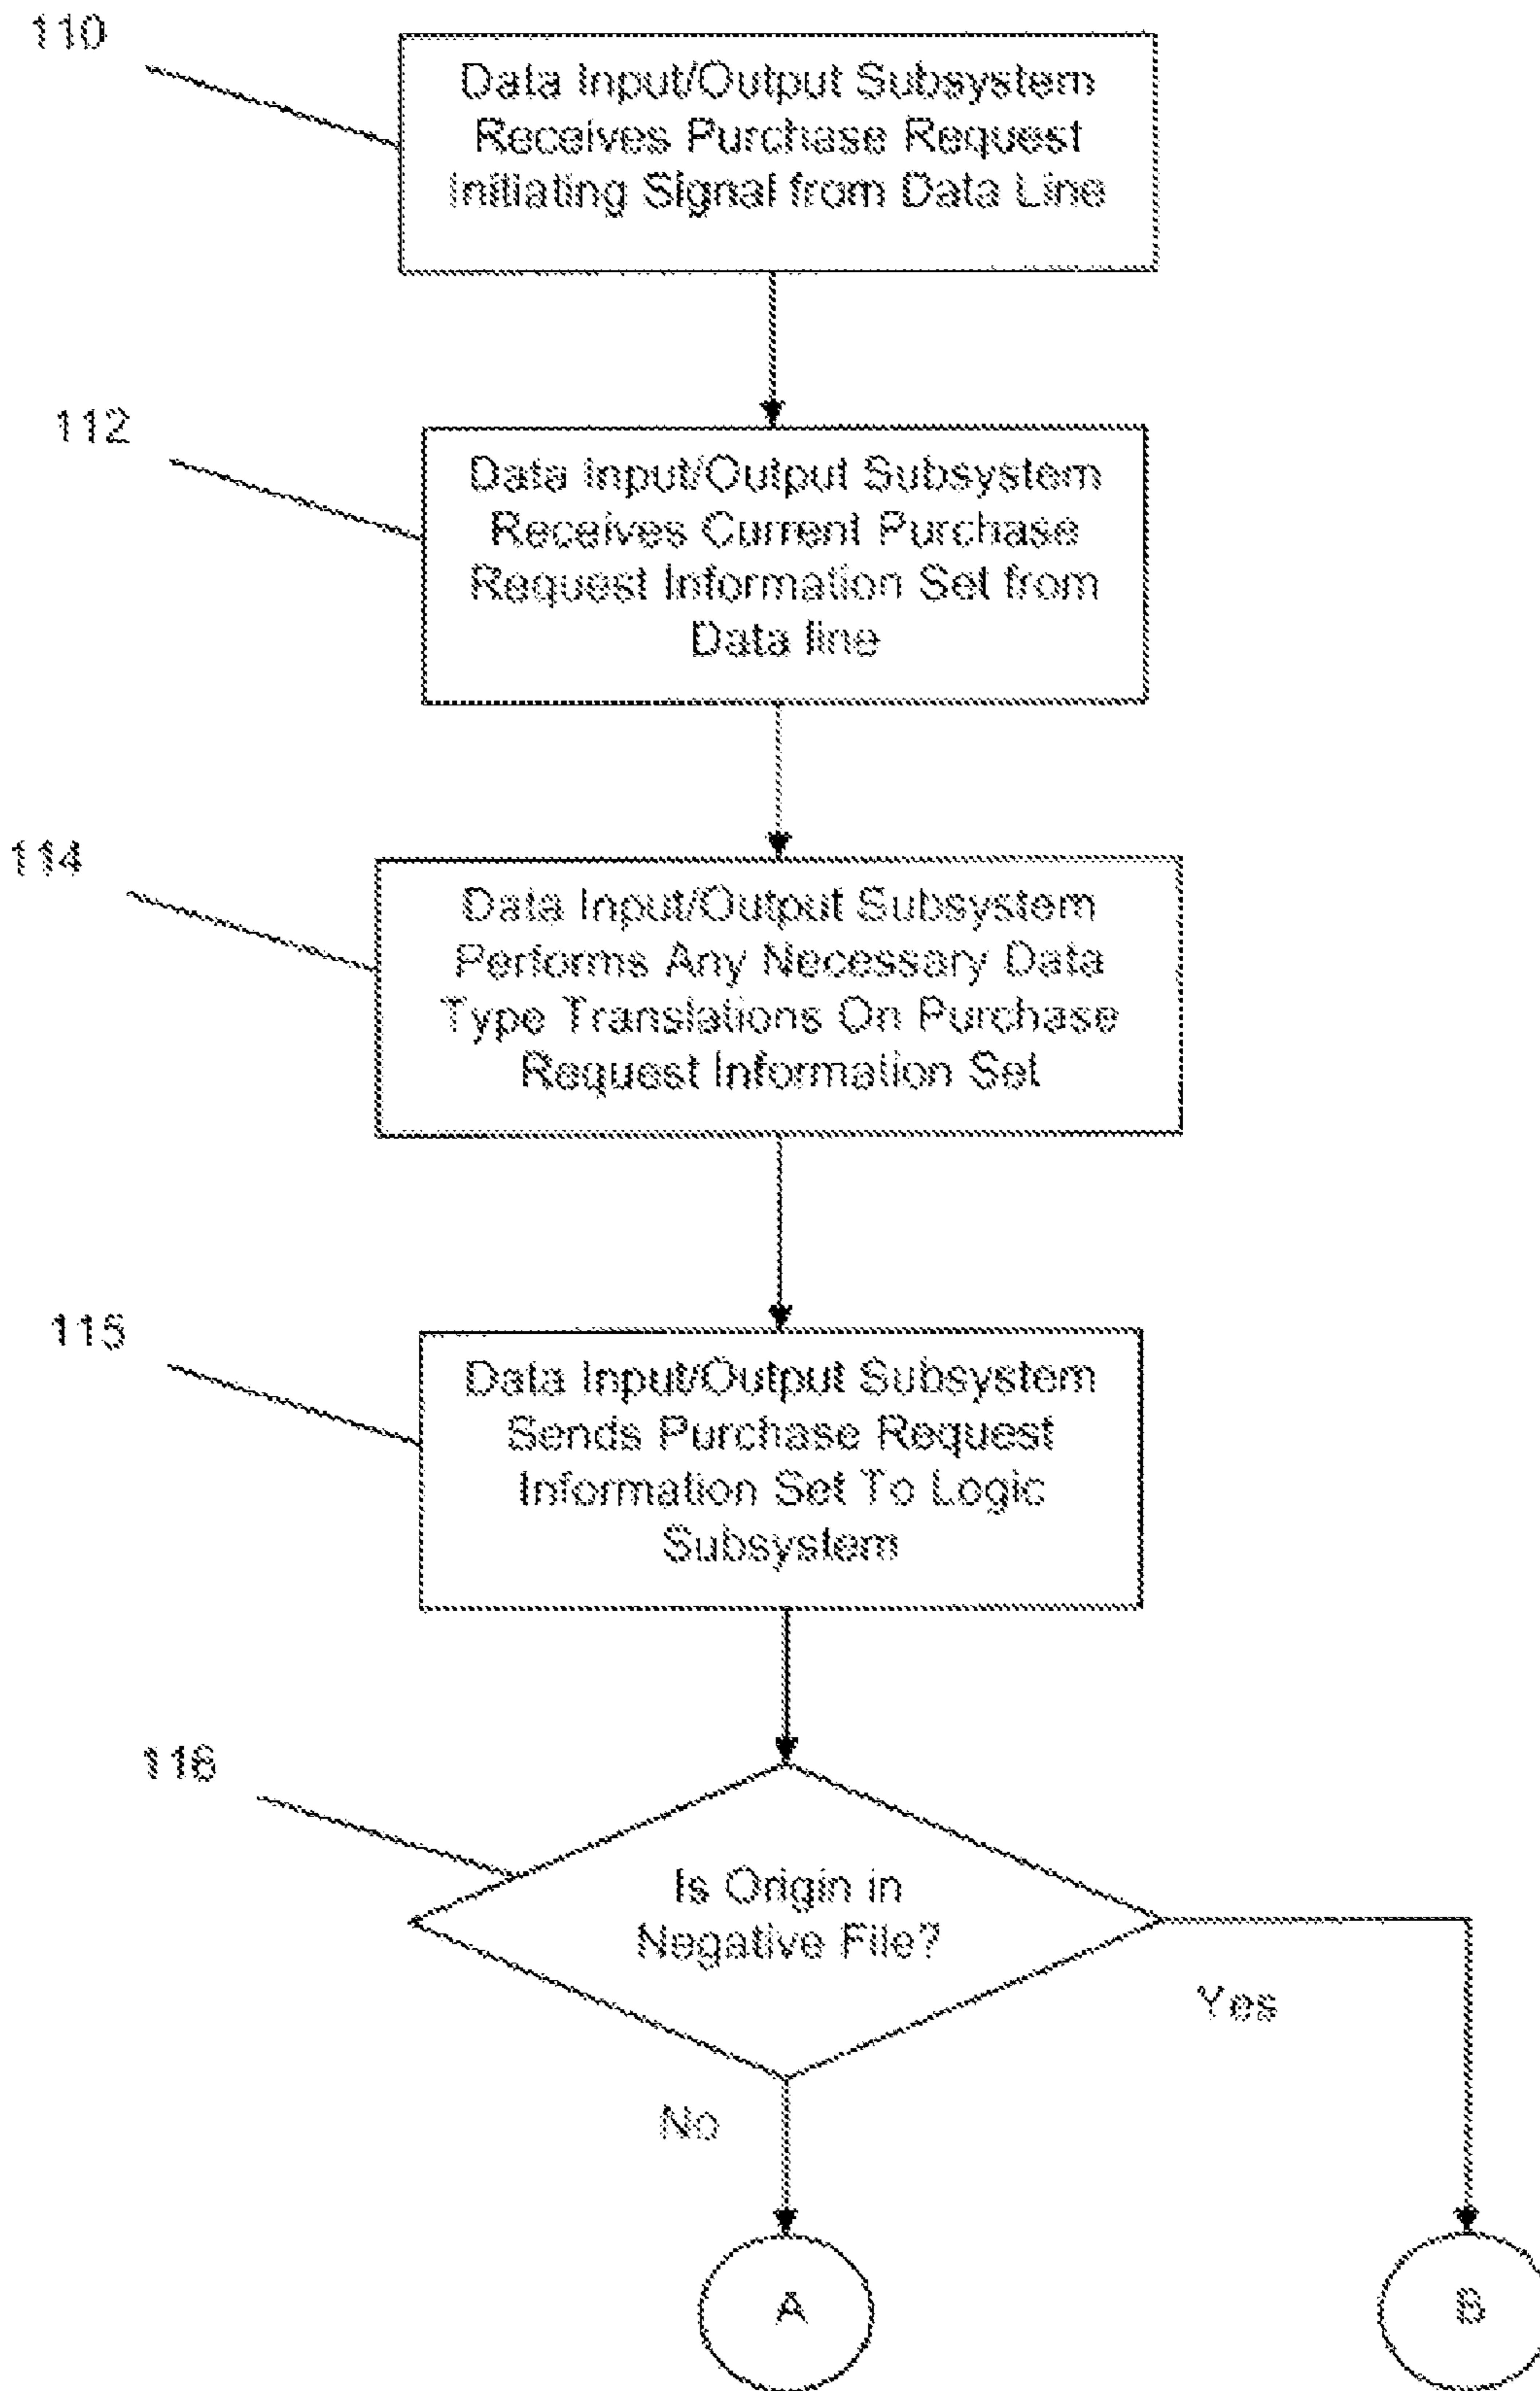 110
Data Input/Output Subsystem
Receives Purchase Request
Initiating Signal from Data Line
112
Data Input/Output Subsystem
Receives Current Purchase
Request Information Set from
Data line
114
Data Input/Output Subsystem
Performs Any Necessary Data
Type Translations On Purchase
Request Information Set
115
Data Input/Output Subsystem
Sends Purchase Request
Information Set To Logic
Subsystem
116
Is Origin in
Negative File?
Yes
No
A
B